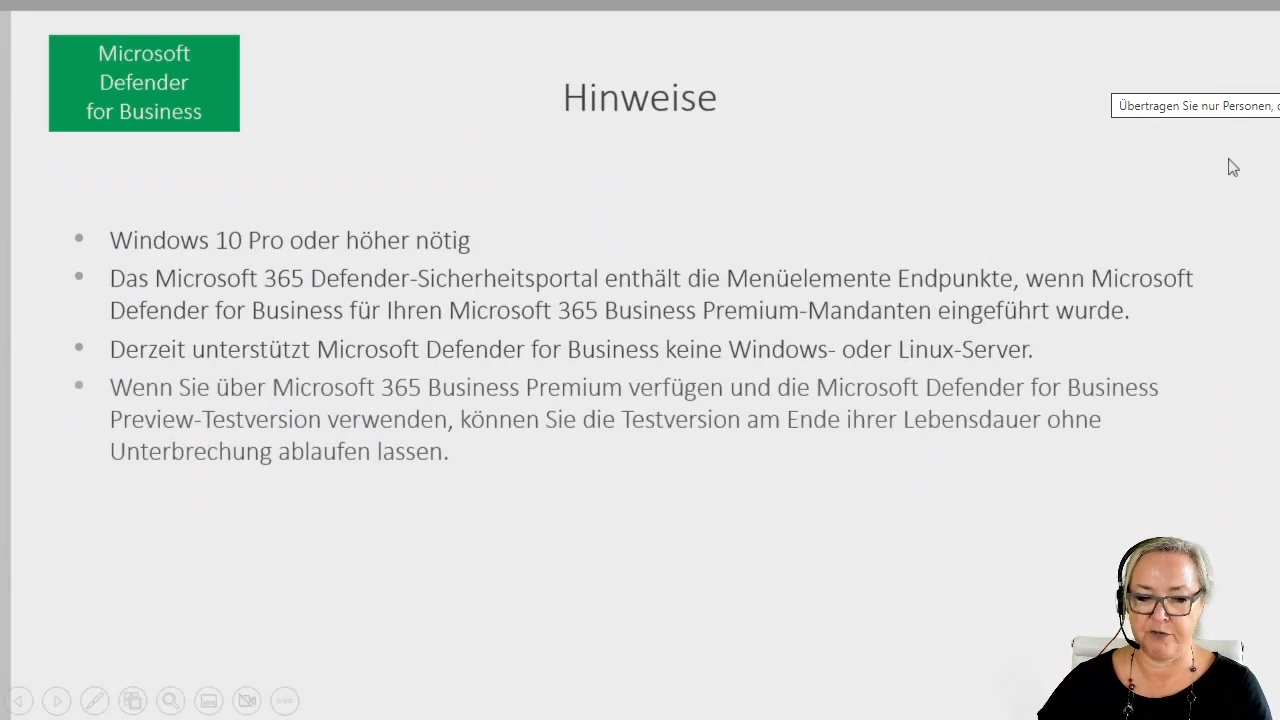 Microsoft
Defender
for Business
Hinweise
Übertragen Sie nur Personen,
Windows 10 Pro oder höher nötig
Das Microsoft 365 Defender-Sicherheitsportal enthält die Menüelemente Endpunkte, wenn Microsoft
Defender for Business für Ihren Microsoft 365 Business Premium-Mandanten eingeführt wurde.
Derzeit unterstützt Microsoft Defender for Business keine Windows- oder Linux-Server.
Wenn Sie über Microsoft 365 Business Premium verfügen und die Microsoft Defender for Business
Preview-Testversion verwenden, können Sie die Testversion am Ende ihrer Lebensdauer ohne
Unterbrechung ablaufen lassen.